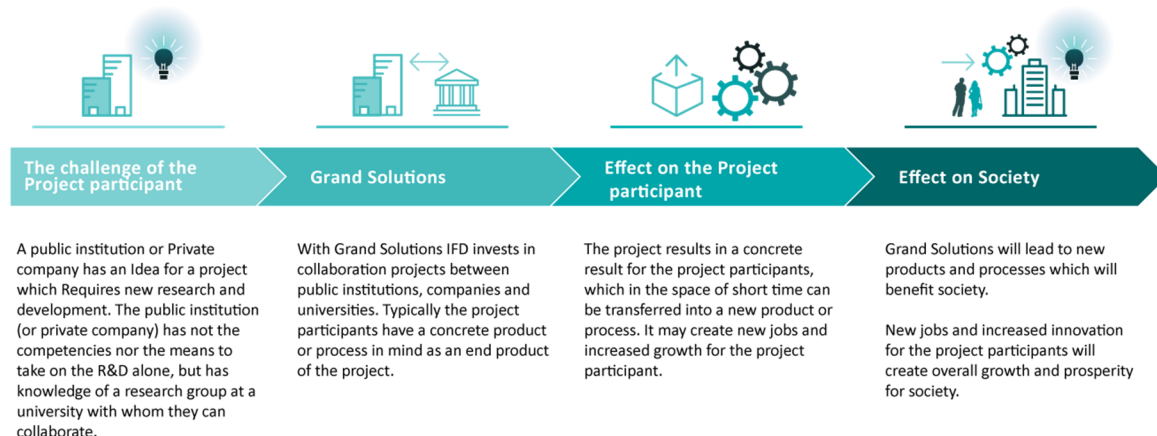 The challenge of the
Project participant
Grand Solutions
Effect on the Project
participant
Effect on Society
A public institution or Private
company has an Idea for a project
which Requires new research and
development. The public institution
(or private company) has not the
competencies nor the means to
take on the R&D alone, but has
knowledge of a research group at a
university with whom they can
collaborate.
With Grand Solutions IFD invests in
collaboration projects between
public institutions, companies and
universities. Typically the project
participants have a concrete product
or process in mind as an end product
of the project.
The project results in a concrete
result for the project participants,
which in the space of short time can
be transferred into a new product or
process. It may create new jobs and
increased growth for the project
participant.
Grand Solutions will lead to new
products and processes which will
benefit society.
New jobs and increased innovation
for the project participants will
create overall growth and prosperity
for society.